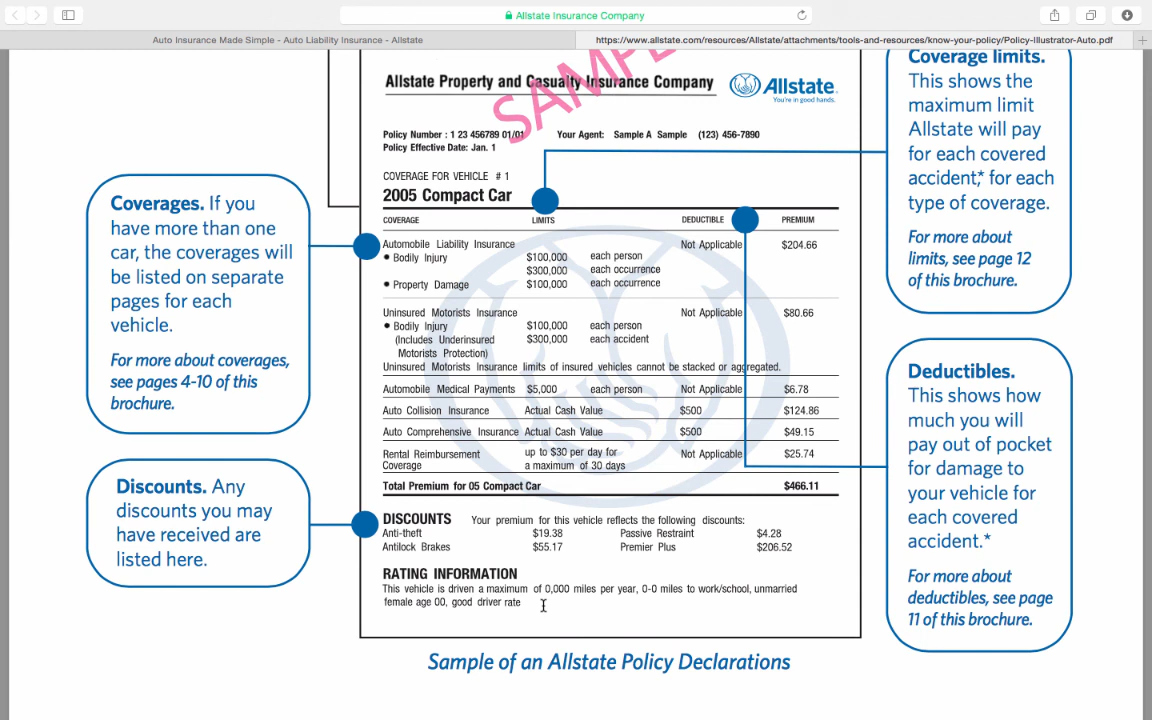 Allstate Insurance Company
Auto Insurance Made Simple - Auto Liability Insurance - Allstate
https://www.allstate.com/resources/Allstate/attachments/tools-and-resources/know-your-policy/Policy-Illustrator-Auto.pdf
SAMPLE
Allstate Property and Casualty Insurance Company
Allstate.
You're in good hands.
Policy Number : 1 23 456789 01/01 Your Agent: Sample A Sample (123) 456-7890
Policy Effective Date: Jan. 1
COVERAGE FOR VEHICLE # 1
2005 Compact Car
COVERAGE LIMITS DEDUCTIBLE PREMIUM
Automobile Liability Insurance Not Applicable $204.66
• Bodily Injury $100,000 each person
$300,000 each occurrence
• Property Damage $100,000 each occurrence
Uninsured Motorists Insurance Not Applicable $80.66
• Bodily Injury $100,000 each person
(Includes Underinsured $300,000 each accident
Motorists Protection)
Uninsured Motorists Insurance limits of insured vehicles cannot be stacked or aggregated.
Automobile Medical Payments $5,000 each person Not Applicable $6.78
Auto Collision Insurance Actual Cash Value $500 $124.86
Auto Comprehensive Insurance Actual Cash Value $500 $49.15
Rental Reimbursement up to $30 per day for Not Applicable $25.74
Coverage a maximum of 30 days
Total Premium for 05 Compact Car $466.11
DISCOUNTS Your premium for this vehicle reflects the following discounts:
Anti-theft $19.38 Passive Restraint $4.28
Antilock Brakes $55.17 Premier Plus $206.52
RATING INFORMATION
This vehicle is driven a maximum of 0,000 miles per year, 0-0 miles to work/school, unmarried
female age 00, good driver rate
Sample of an Allstate Policy Declarations
Coverages. If you
have more than one
car, the coverages will
be listed on separate
pages for each
vehicle.
For more about coverages,
see pages 4-10 of this
brochure.
Discounts. Any
discounts you may
have received are
listed here.
Coverage limits.
This shows the
maximum limit
Allstate will pay
for each covered
accident,* for each
type of coverage.
For more about
limits, see page 12
of this brochure.
Deductibles.
This shows how
much you will
pay out of pocket
for damage to
your vehicle for
each covered
accident.*
For more about
deductibles, see page
11 of this brochure.